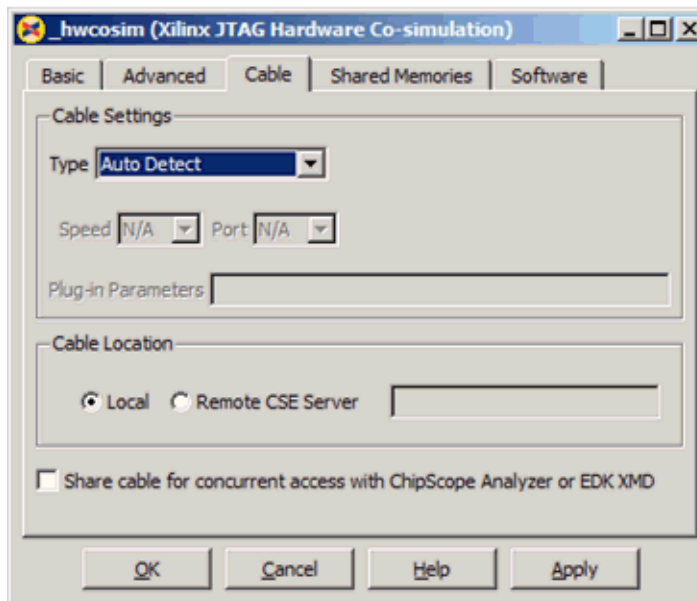 _hwcosim (Xilinx JTAG Hardware Co-simulation)
Basic Advanced Cable Shared Memories Software
Cable Settings
Type Auto Detect
Speed N/A Port N/A
Plug-in Parameters
Cable Location
Local Remote CSE Server
Share cable for concurrent access with ChipScope Analyzer or EDK XMD
OK Cancel Help Apply